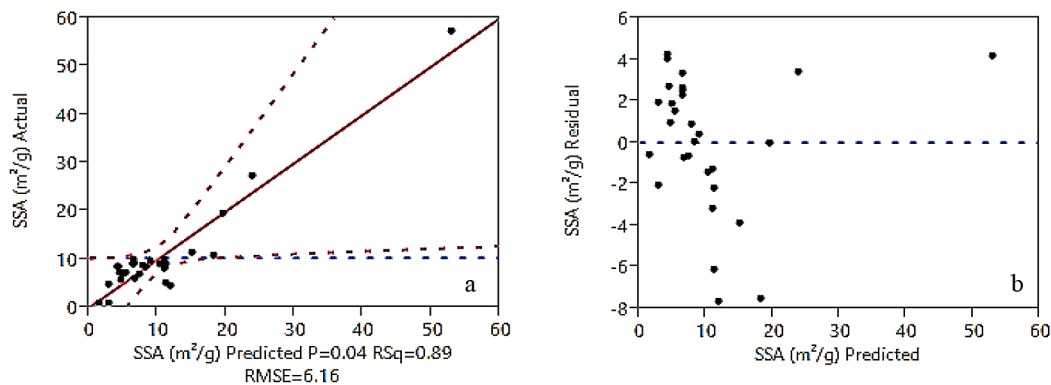 60
50
40
30
20
10
0
SSA (m²/g) Actual
a
0 10 20 30 40 50 60
SSA (m²/g) Predicted P=0.04 RSq=0.89
RMSE=6.16
6
4
2
0
-2
-4
-6
-8
SSA (m²/g) Residual
b
0 10 20 30 40 50 60
SSA (m²/g) Predicted